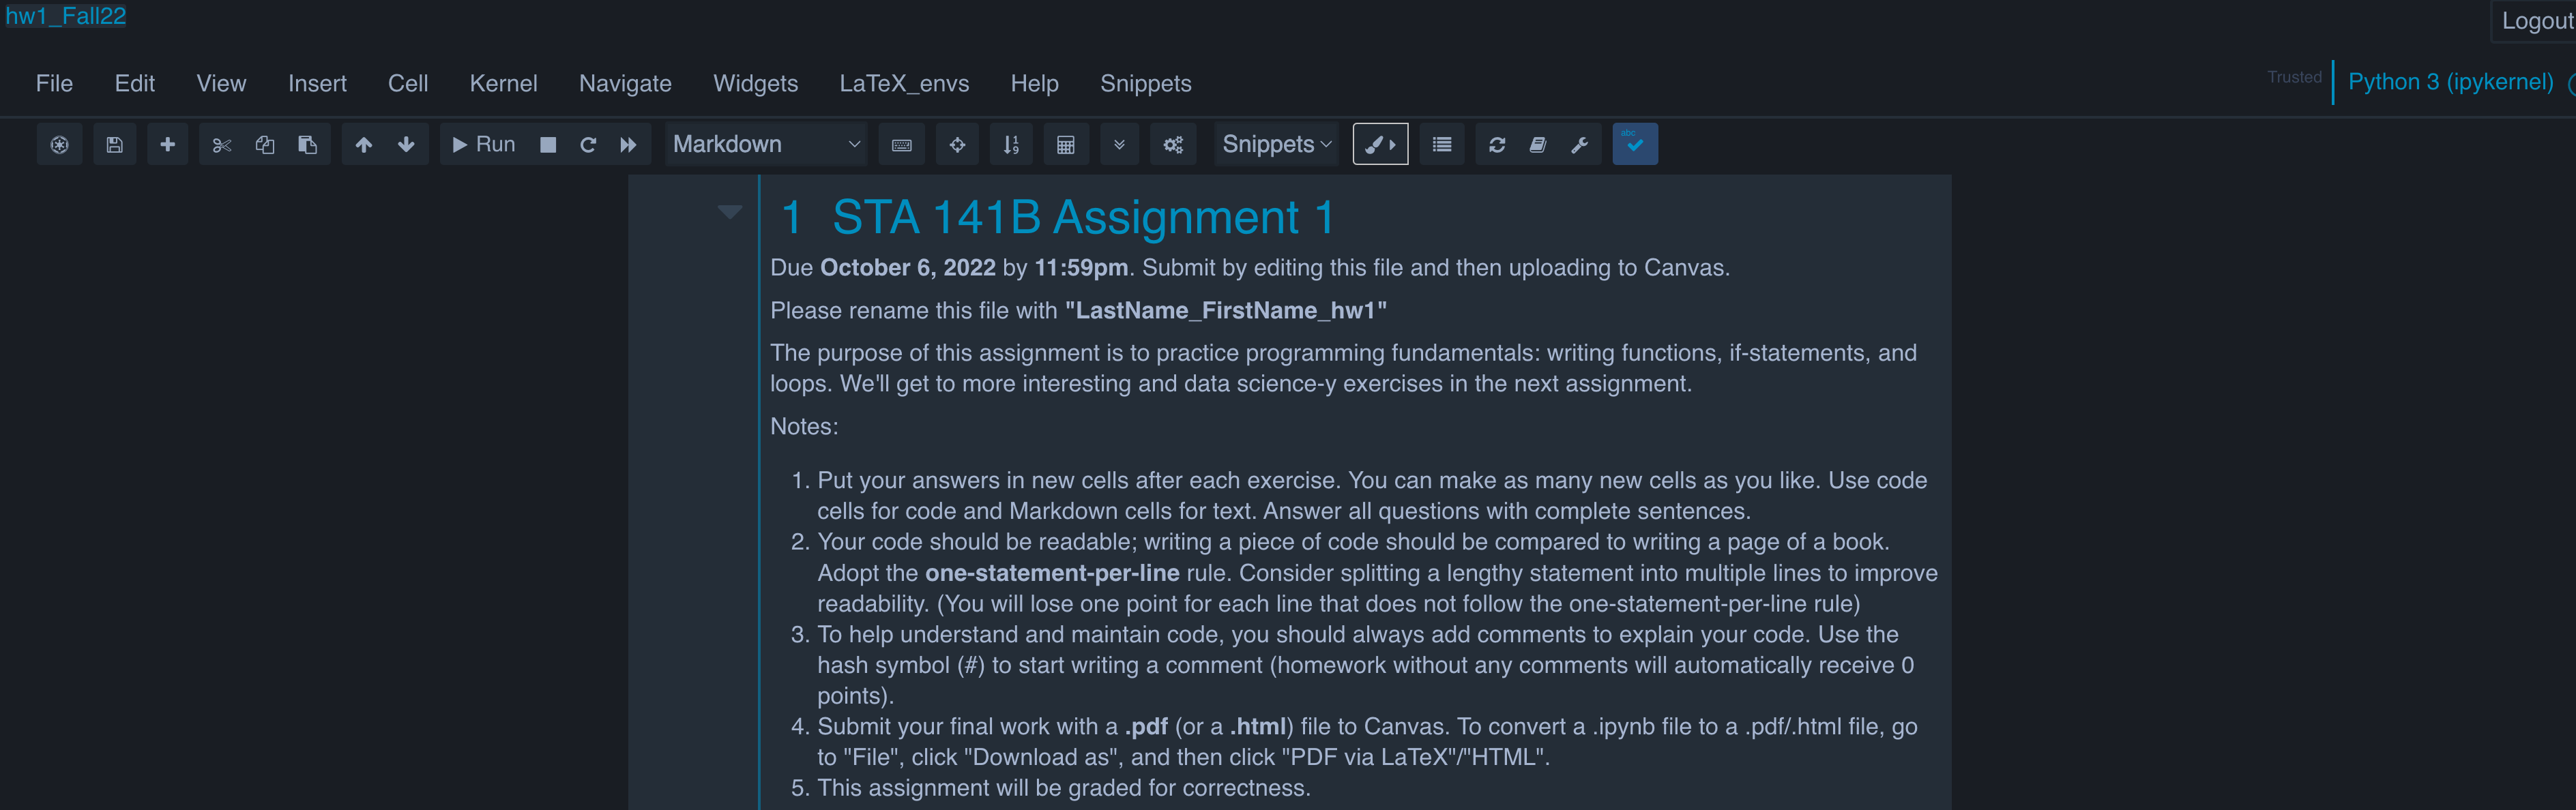 hw1_Fall22
Logout
File Edit View Insert Cell Kernel Navigate Widgets LaTeX_envs Help Snippets
Trusted Python 3 (ipykernel)
Run Markdown Snippets abc
1 STA 141B Assignment 1
Due October 6, 2022 by 11:59pm. Submit by editing this file and then uploading to Canvas.
Please rename this file with "LastName_FirstName_hw1"
The purpose of this assignment is to practice programming fundamentals: writing functions, if-statements, and
loops. We'll get to more interesting and data science-y exercises in the next assignment.
Notes:
1. Put your answers in new cells after each exercise. You can make as many new cells as you like. Use code
cells for code and Markdown cells for text. Answer all questions with complete sentences.
2. Your code should be readable; writing a piece of code should be compared to writing a page of a book.
Adopt the one-statement-per-line rule. Consider splitting a lengthy statement into multiple lines to improve
readability. (You will lose one point for each line that does not follow the one-statement-per-line rule)
3. To help understand and maintain code, you should always add comments to explain your code. Use the
hash symbol (#) to start writing a comment (homework without any comments will automatically receive 0
points).
4. Submit your final work with a .pdf (or a .html) file to Canvas. To convert a .ipynb file to a .pdf/.html file, go
to "File", click "Download as", and then click "PDF via LaTeX"/"HTML".
5. This assignment will be graded for correctness.